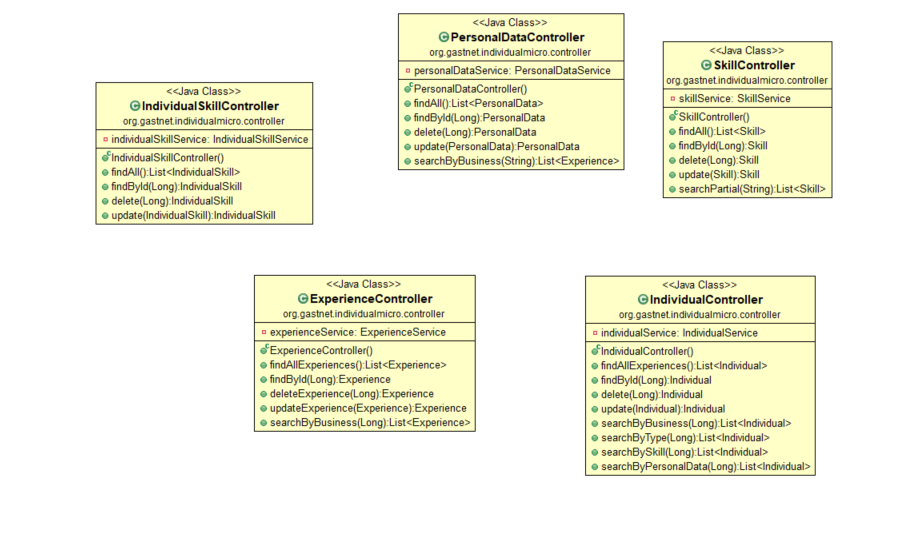 <<Java Class>>
PersonalDataController
org.gastnet.individualmicro.controller
personalDataService: PersonalDataService
PersonalDataController()
findAll():List<PersonalData>
findById(Long):PersonalData
delete(Long):PersonalData
update(PersonalData):PersonalData
searchByBusiness(String):List<Experience>
<<Java Class>>
SkillController
org.gastnet.individualmicro.controller
skillService: SkillService
SkillController()
findAll():List<Skill>
findById(Long):Skill
delete(Long):Skill
update(Skill):Skill
searchPartial(String):List<Skill>
<<Java Class>>
IndividualSkillController
org.gastnet.individualmicro.controller
individualSkillService: IndividualSkillService
IndividualSkillController()
findAll():List<IndividualSkill>
findById(Long):IndividualSkill
delete(Long):IndividualSkill
update(IndividualSkill):IndividualSkill
<<Java Class>>
ExperienceController
org.gastnet.individualmicro.controller
experienceService: ExperienceService
ExperienceController()
findAllExperiences():List<Experience>
findById(Long):Experience
deleteExperience(Long):Experience
updateExperience(Experience):Experience
searchByBusiness(Long):List<Experience>
<<Java Class>>
IndividualController
org.gastnet.individualmicro.controller
individualService: IndividualService
IndividualController()
findAllExperiences():List<Individual>
findById(Long):Individual
delete(Long):Individual
update(Individual):Individual
searchByBusiness(Long):List<Individual>
searchByType(Long):List<Individual>
searchBySkill(Long):List<Individual>
searchByPersonalData(Long):List<Individual>